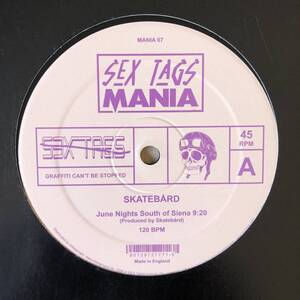 MANIA 07
SEX TAGS
MANIA
SEX TAGS
GRAFFITI CAN'T BE STOPPED
45
RPM
A
SKATEBÅRD
June Nights South of Siena 9:20
(Produced by Skatebård)
120 BPM
Made in England